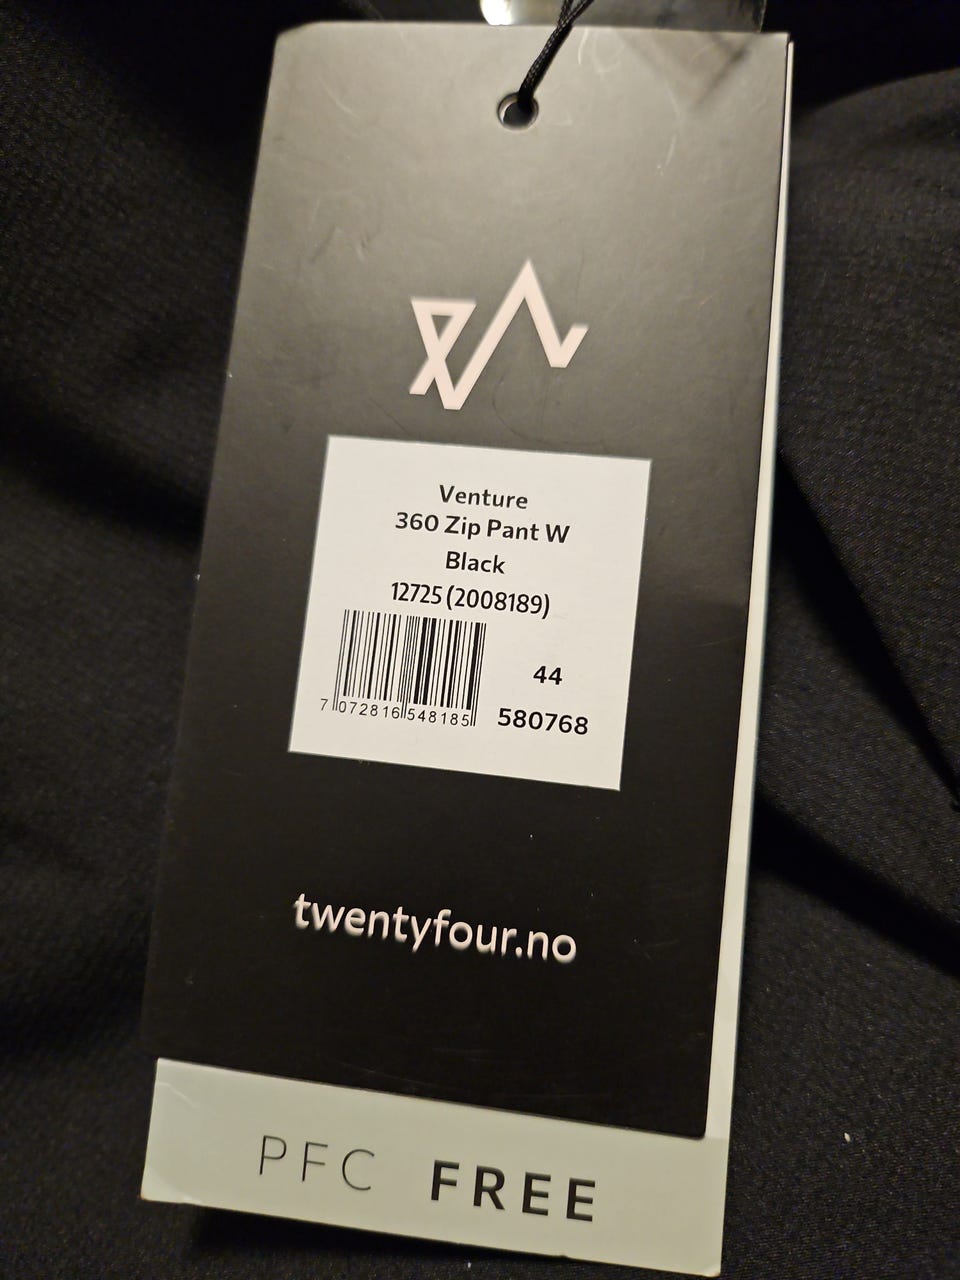 Venture
360 Zip Pant W
Black
12725 (2008189)
44
7 072816 548185
580768
twentyfour.no
PFC FREE